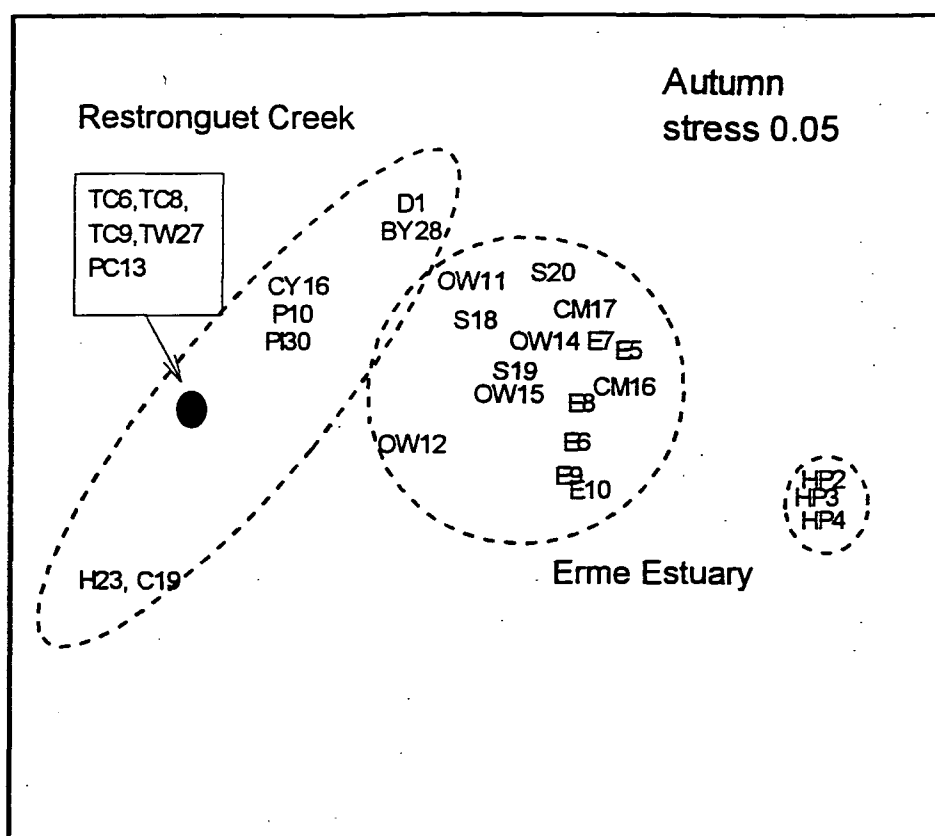 Autumn
stress 0.05
Restronguet Creek
TC6,TC8,
TC9,TW27
PC13
D1
BY28
CY16
P10
PI30
OW11
S20
S18
CM17
OW14
E7
E5
S19
OW15
CM16
E8
OW12
E6
E9
E10
HP2
HP3
HP4
H23, C19
Erme Estuary